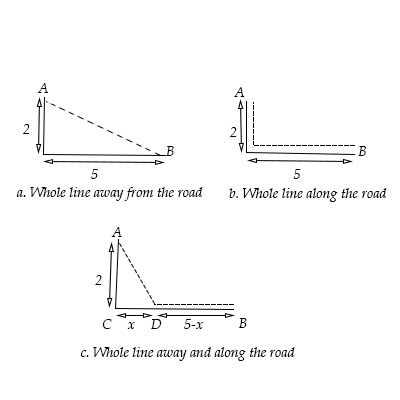 A
2
B
5
a. Whole line away from the road
A
2
B
5
b. Whole line along the road
A
2
C x D 5-x B
c. Whole line away and along the road